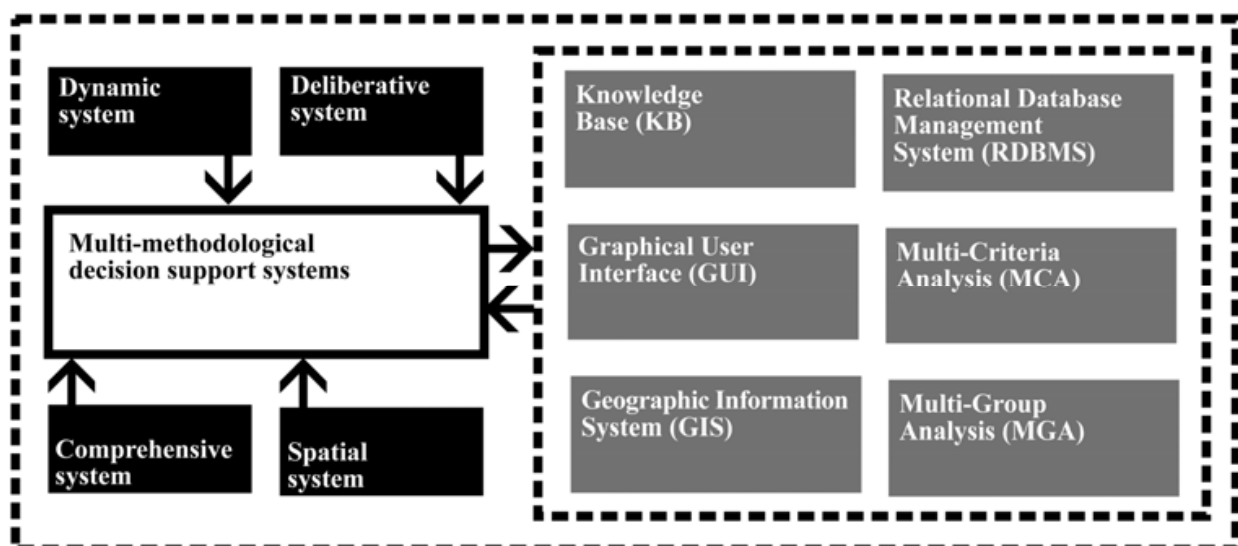 Dynamic
system
Deliberative
system
Multi-methodological
decision support systems
Comprehensive
system
Spatial
system
Knowledge
Base (KB)
Relational Database
Management
System (RDBMS)
Graphical User
Interface (GUI)
Multi-Criteria
Analysis (MCA)
Geographic Information
System (GIS)
Multi-Group
Analysis (MGA)